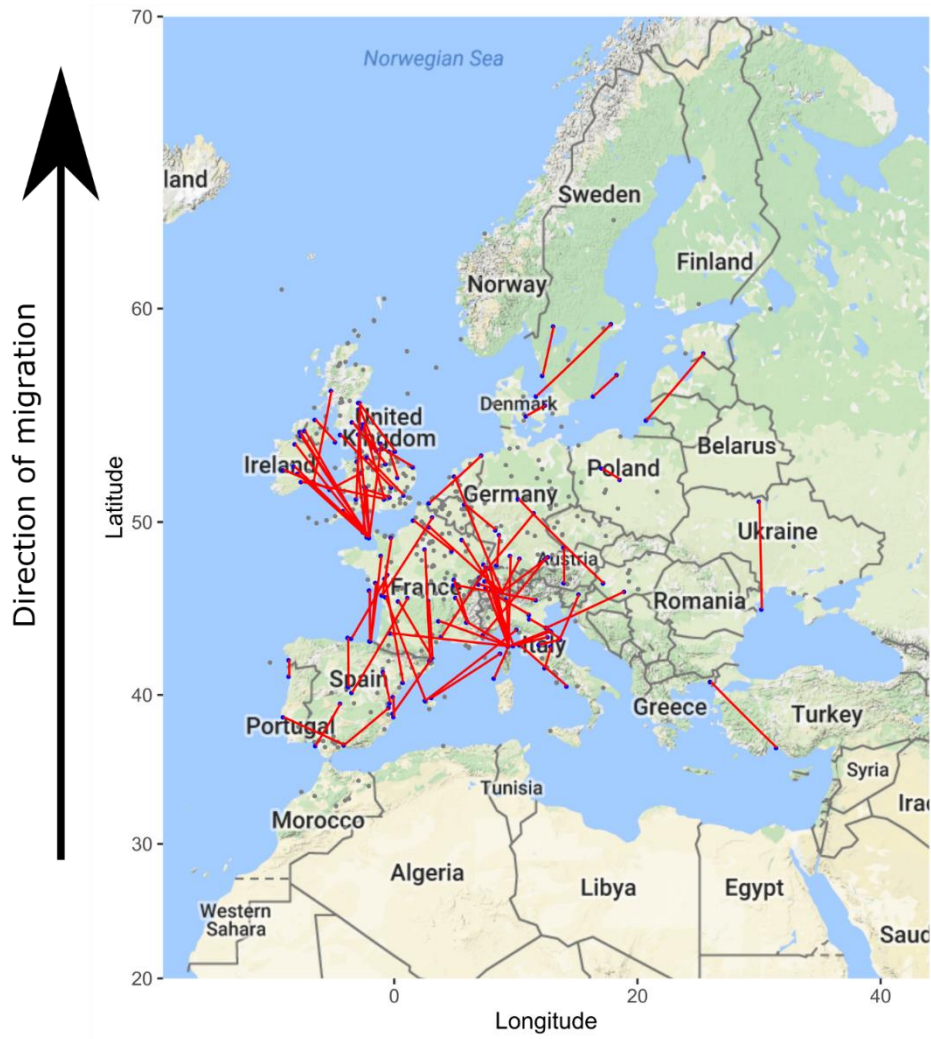 70
Norwegian Sea
land
Sweden
Finland
Norway
60
Denmark
United
Kingdom
Ireland
Poland
Belarus
Germany
50
Ukraine
Austria
France
Romania
Italy
Spain
40
Greece
Portugal
Turkey
Syria
Tunisia
Iraq
Morocco
30
Algeria
Libya
Egypt
Western
Sahara
Saud
20
0
20
40
Longitude
Latitude
Direction of migration